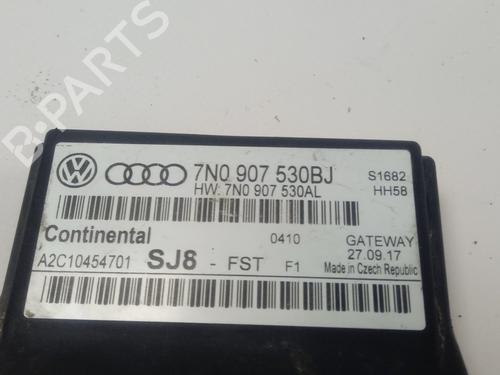 B-PARTS
7N0 907 530BJ
HW: 7N0 907 530AL
S1682
HH58
Continental
0410
GATEWAY
27.09.17
A2C10454701 SJ8 - FST F1
Made in Czech Republic